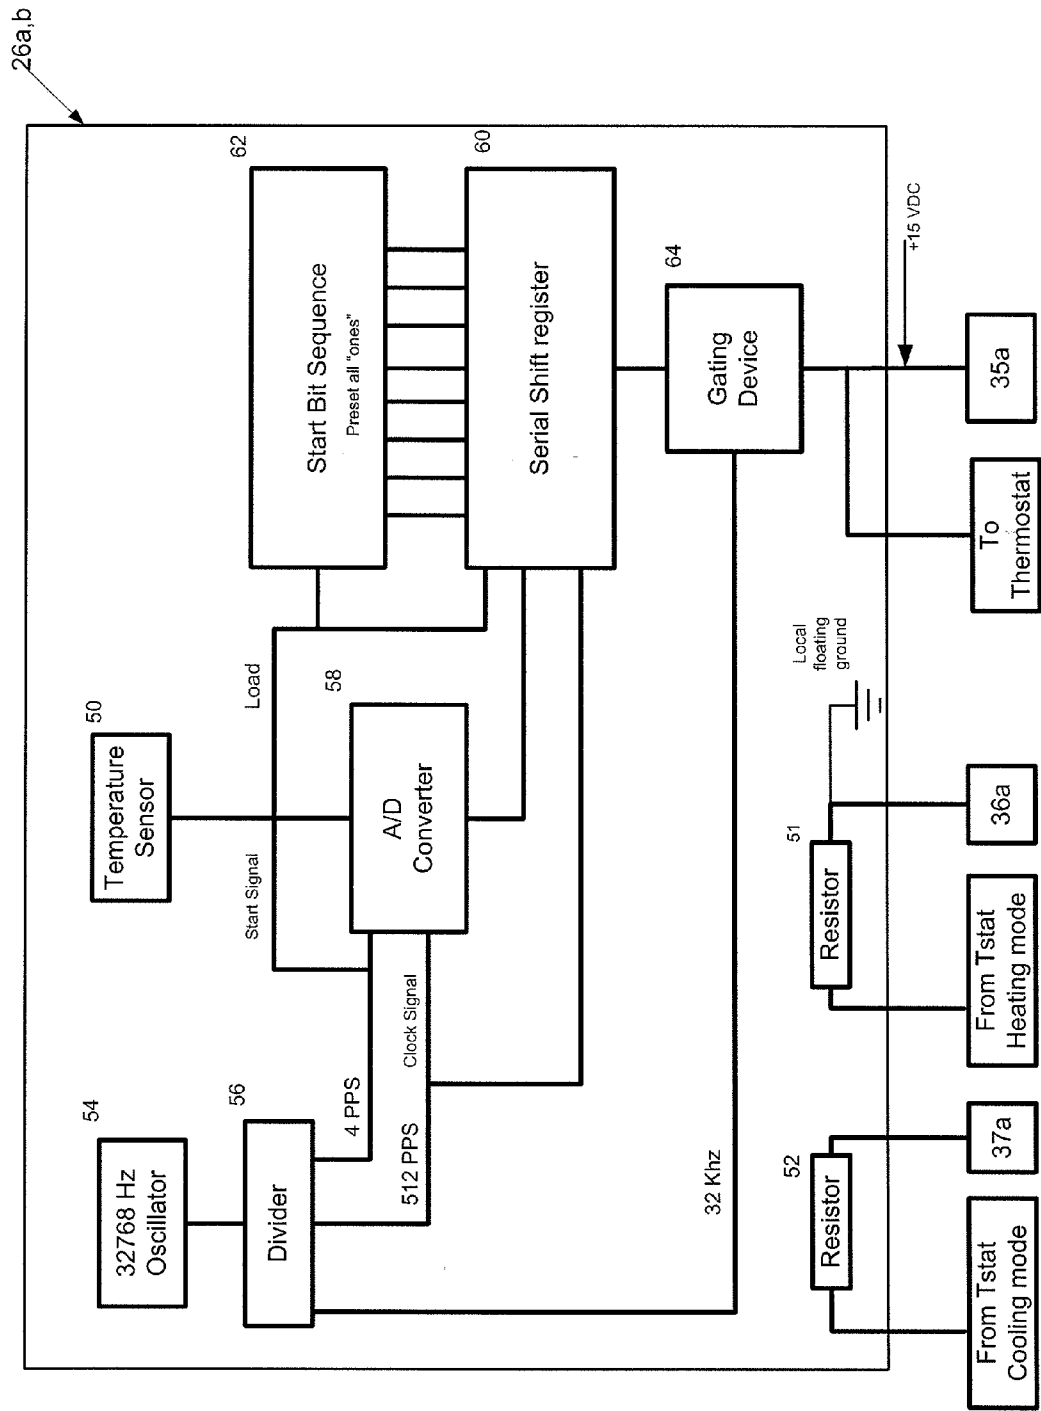 26a,b
54
32768 Hz
Oscillator
56
Divider
4 PPS
512 PPS
32 Khz
50
Temperature
Sensor
Start Signal
Load
Clock Signal
58
A/D
Converter
62
Start Bit Sequence
Preset all "ones"
60
Serial Shift register
64
Gating
Device
+15 VDC
52
Resistor
51
Resistor
Local
floating
ground
From Tstat
Cooling mode
37a
From Tstat
Heating mode
36a
To
Thermostat
35a